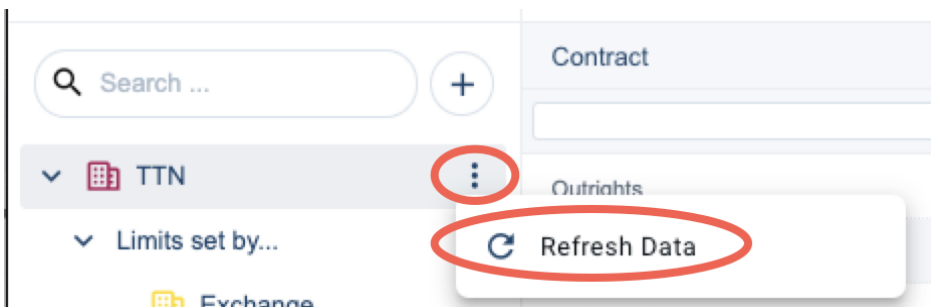 Search ...
+
Contract
TTN
Outrights
Limits set by...
Refresh Data
Exchange